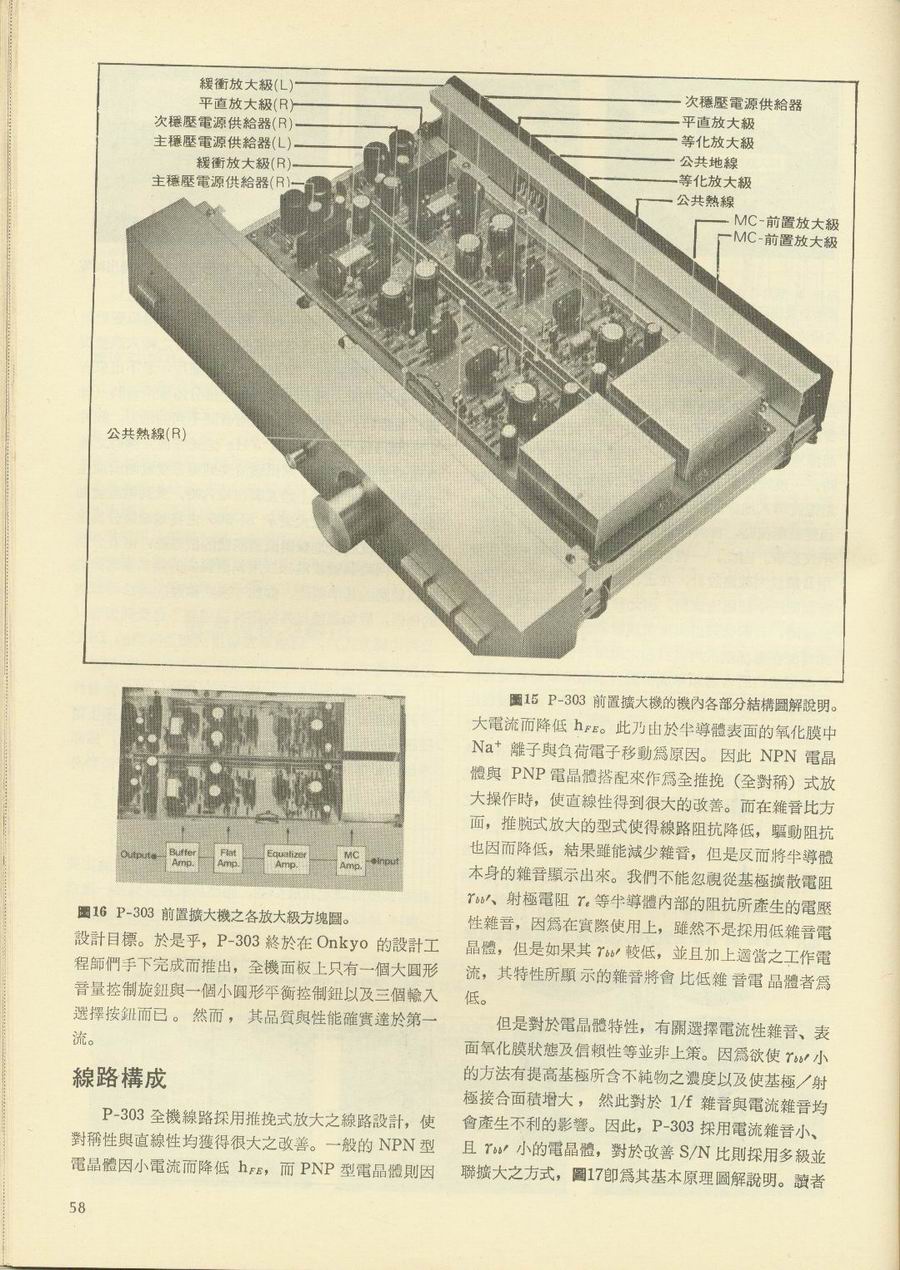 緩衝放大級(L)
平直放大級(R)
次穩壓電源供給器(R)
主穩壓電源供給器(L)
緩衝放大級(R)
主穩壓電源供給器(R)
次穩壓電源供給器
平直放大級
等化放大級
公共地線
等化放大級
公共熱線
MC-前置放大級
MC-前置放大級
公共熱線(R)
Output
Buffer Amp.
Flat Amp.
Equalizer Amp.
MC Amp.
Input
圖16 P-303 前置擴大機之各放大級方塊圖。
設計目標。於是乎，P-303 終於在 Onkyo 的設計工
程師們手下完成而推出，全機面板上只有一個大圓形
音量控制旋鈕與一個小圓形平衡控制鈕以及三個輸入
選擇按鈕而已。然而，其品質與性能確實達於第一
流。
線路構成
P-303 全機線路採用推挽式放大之線路設計，使
對稱性與直線性均獲得很大之改善。一般的 NPN 型
電晶體因小電流而降低 hFE，而 PNP 型電晶體則因
圖15 P-303 前置擴大機的機內各部分結構圖解說明。
大電流而降低 hFE。此乃由於半導體表面的氧化膜中
Na⁺ 離子與負荷電子移動爲原因。因此 NPN 電晶
體與 PNP 電晶體搭配來作爲全推挽（全對稱）式放
大操作時，使直線性得到很大的改善。而在雜音比方
面，推腕式放大的型式使得線路阻抗降低，驅動阻抗
也因而降低，結果雖能減少雜音，但是反而將半導體
本身的雜音顯示出來。我們不能忽視從基極擴散電阻
rbb′、射極電阻 re 等半導體內部的阻抗所產生的電壓
性雜音，因爲在實際使用上，雖然不是採用低雜音電
晶體，但是如果其 rbb′ 較低，並且加上適當之工作電
流，其特性所顯示的雜音將會比低雜音電晶體者爲
低。
但是對於電晶體特性，有關選擇電流性雜音、表
面氧化膜狀態及信賴性等並非上策。因爲欲使 rbb′ 小
的方法有提高基極所含不純物之濃度以及使基極／射
極接合面積增大，然此對於 1/f 雜音與電流雜音均
會產生不利的影響。因此，P-303 採用電流雜音小、
且 rbb′ 小的電晶體，對於改善 S/N 比則採用多級並
聯擴大之方式，圖17卽爲其基本原理圖解說明。讀者
58